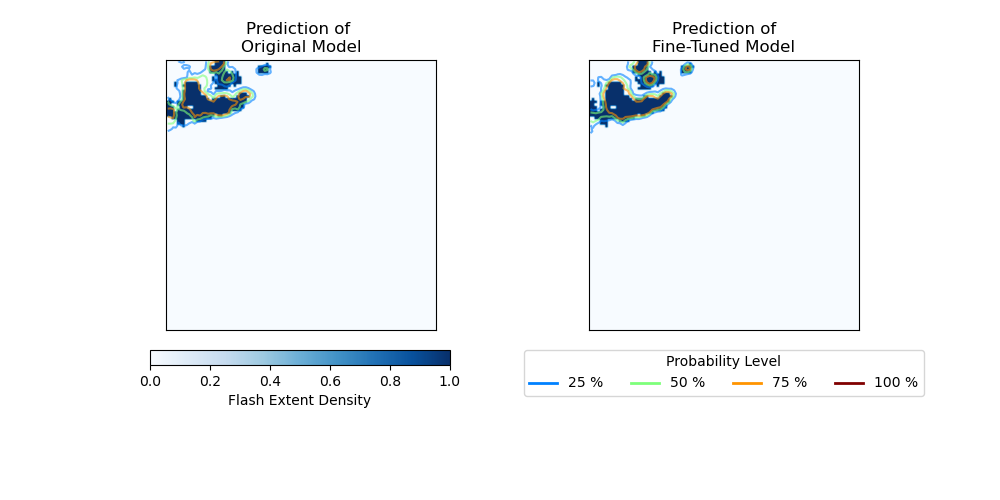 Prediction of
Original Model
Prediction of
Fine-Tuned Model
0.0 0.2 0.4 0.6 0.8 1.0
Flash Extent Density
Probability Level
25 % 50 % 75 % 100 %